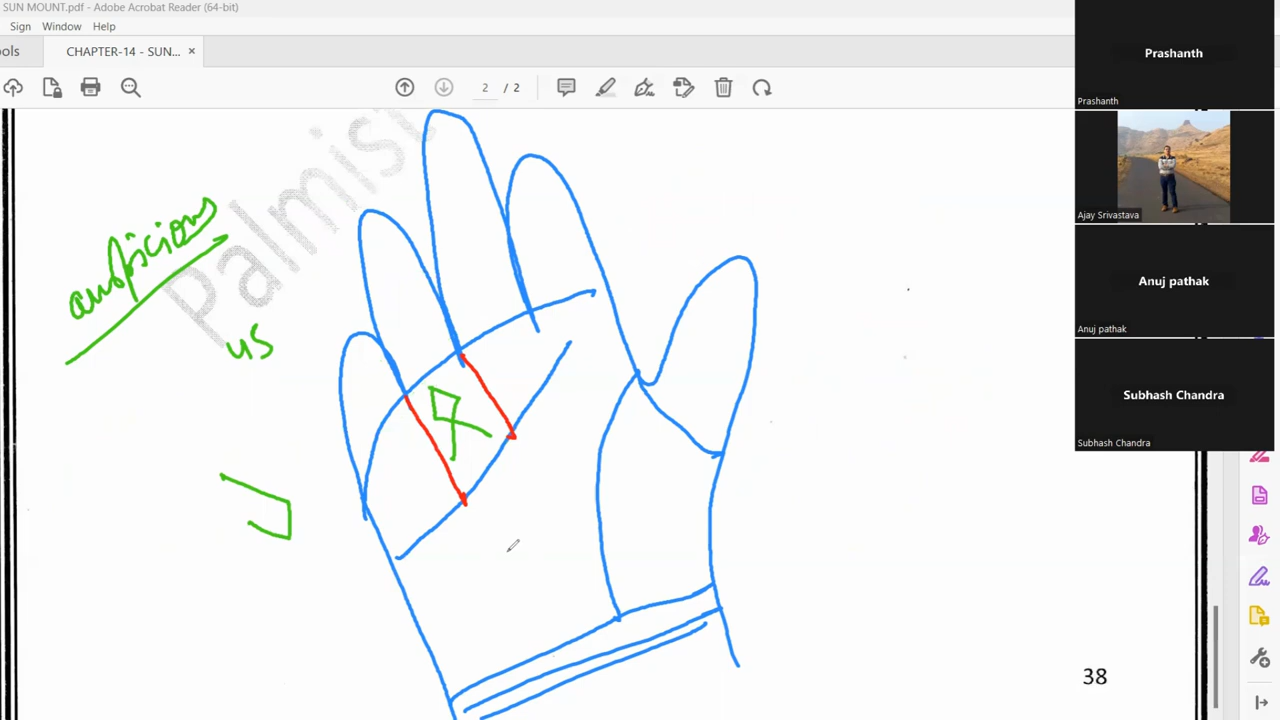 SUN MOUNT.pdf - Adobe Acrobat Reader (64-bit)
Sign Window Help
ols
CHAPTER-14 - SUN... ×
2 / 2
Palmist
auspicious
us
38
Prashanth
Prashanth
Ajay Srivastava
Anuj pathak
Anuj pathak
Subhash Chandra
Subhash Chandra